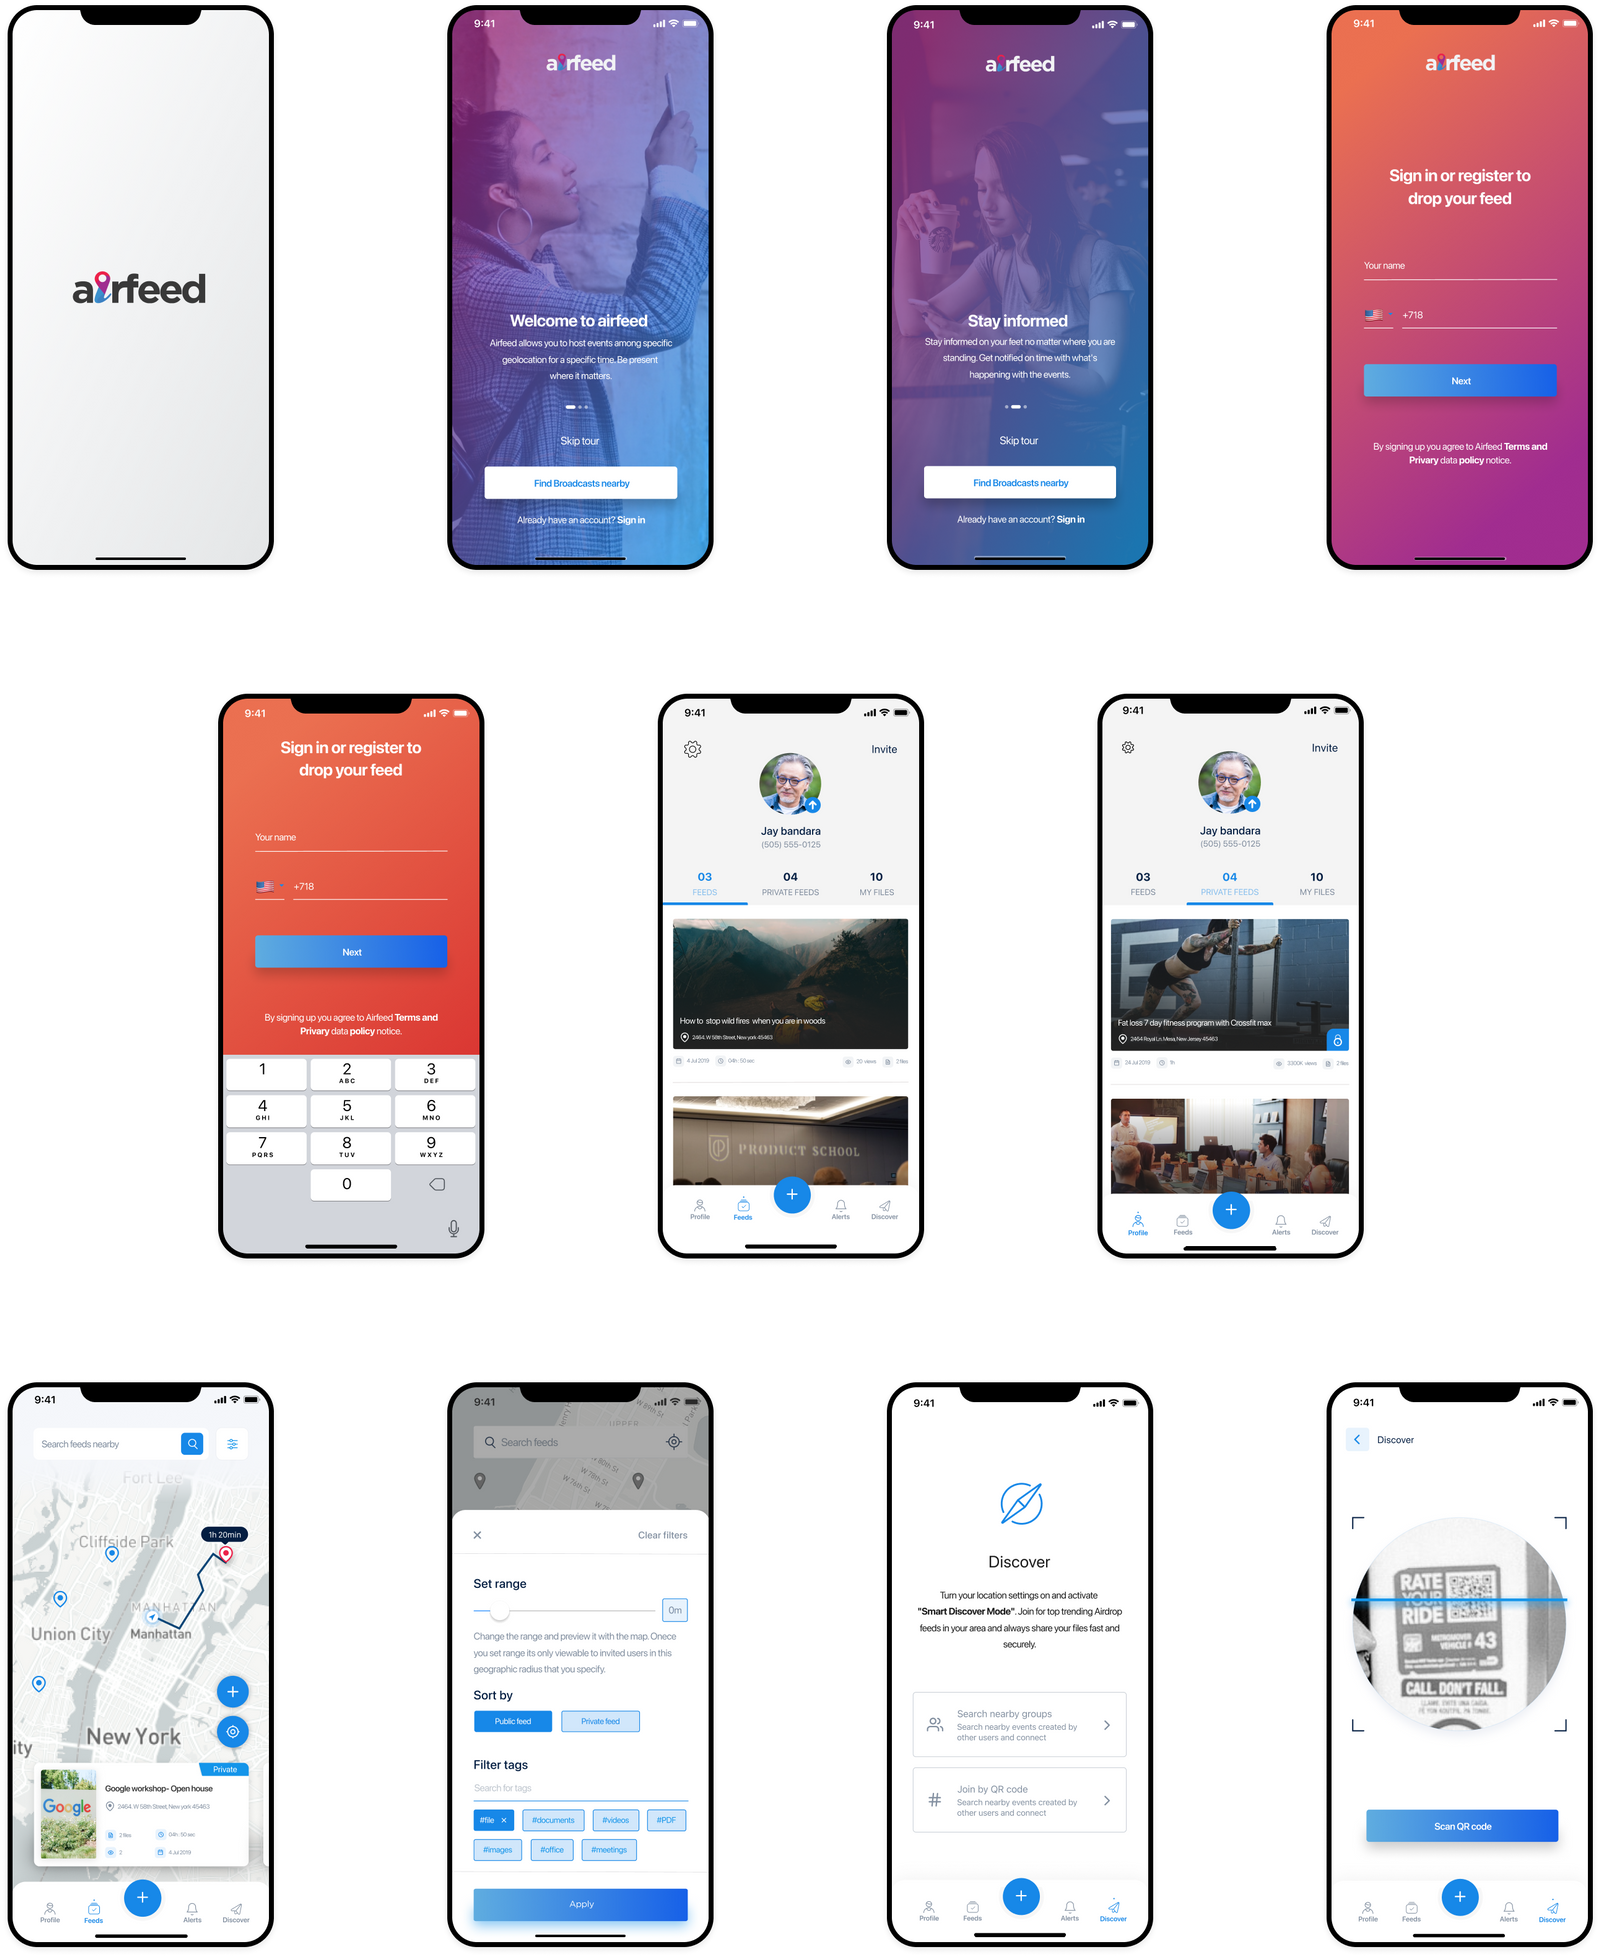 airfeed
9:41
airfeed
Welcome to airfeed
Airfeed allows you to host events among specific
geolocation for a specific time. Be present
where it matters.
Skip tour
Find Broadcasts nearby
Already have an account? Sign in
9:41
airfeed
Stay informed
Stay informed on your feet no matter where you are
standing. Get notified on time with what's
happening with the events.
Skip tour
Find Broadcasts nearby
Already have an account? Sign in
9:41
airfeed
Sign in or register to
drop your feed
Your name
+718
Next
By signing up you agree to Airfeed Terms and
Privary data policy notice.
9:41
Sign in or register to
drop your feed
Your name
+718
Next
By signing up you agree to Airfeed Terms and
Privary data policy notice.
1 2 3
ABC DEF
4 5 6
GHI JKL MNO
7 8 9
PQRS TUV WXYZ
0
9:41
Invite
Jay bandara
(505) 555-0125
03 04 10
FEEDS PRIVATE FEEDS MY FILES
How to stop wild fires when you are in woods
2464. W 58th Street, New york 45463
4 Jul 2019 04h : 50 sec 20 views 2 files
PRODUCT SCHOOL
Profile Feeds + Alerts Discover
9:41
Invite
Jay bandara
(505) 555-0125
03 04 10
FEEDS PRIVATE FEEDS MY FILES
Fat loss 7 day fitness program with Crossfit max
2464 Royal Ln. Mesa, New Jersey 45463
24 Jul 2019 1h 3300K views 2 files
Profile Feeds + Alerts Discover
9:41
Search feeds nearby
Fort Lee
1h 20min
Cliffside Park
MANHATTAN
Union City Manhattan
+
New York
ity
Private
Google
Google workshop- Open house
2464. W 58th Street, New york 45463
2 files 04h : 50 sec
2 4 Jul 2019
Profile Feeds + Alerts Discover
9:41
W 84th St
UPPER
Search feeds
W 80th St
W 78th St
W 76th St
Clear filters
Set range
0m
Change the range and preview it with the map. Onece
you set range its only viewable to invited users in this
geographic radius that you specify.
Sort by
Public feed Private feed
Filter tags
Search for tags
#file #documents #videos #PDF
#images #office #meetings
Apply
9:41
Discover
Turn your location settings on and activate
"Smart Discover Mode". Join for top trending Airdrop
feeds in your area and always share your files fast and
securely.
Search nearby groups
Search nearby events created by
other users and connect
Join by QR code
Search nearby events created by
other users and connect
Profile Feeds + Alerts Discover
9:41
Discover
RATE
YOUR
RIDE
METROMOVER
VEHICLE # 43
CALL. DON'T FALL.
Scan QR code
Profile Feeds + Alerts Discover